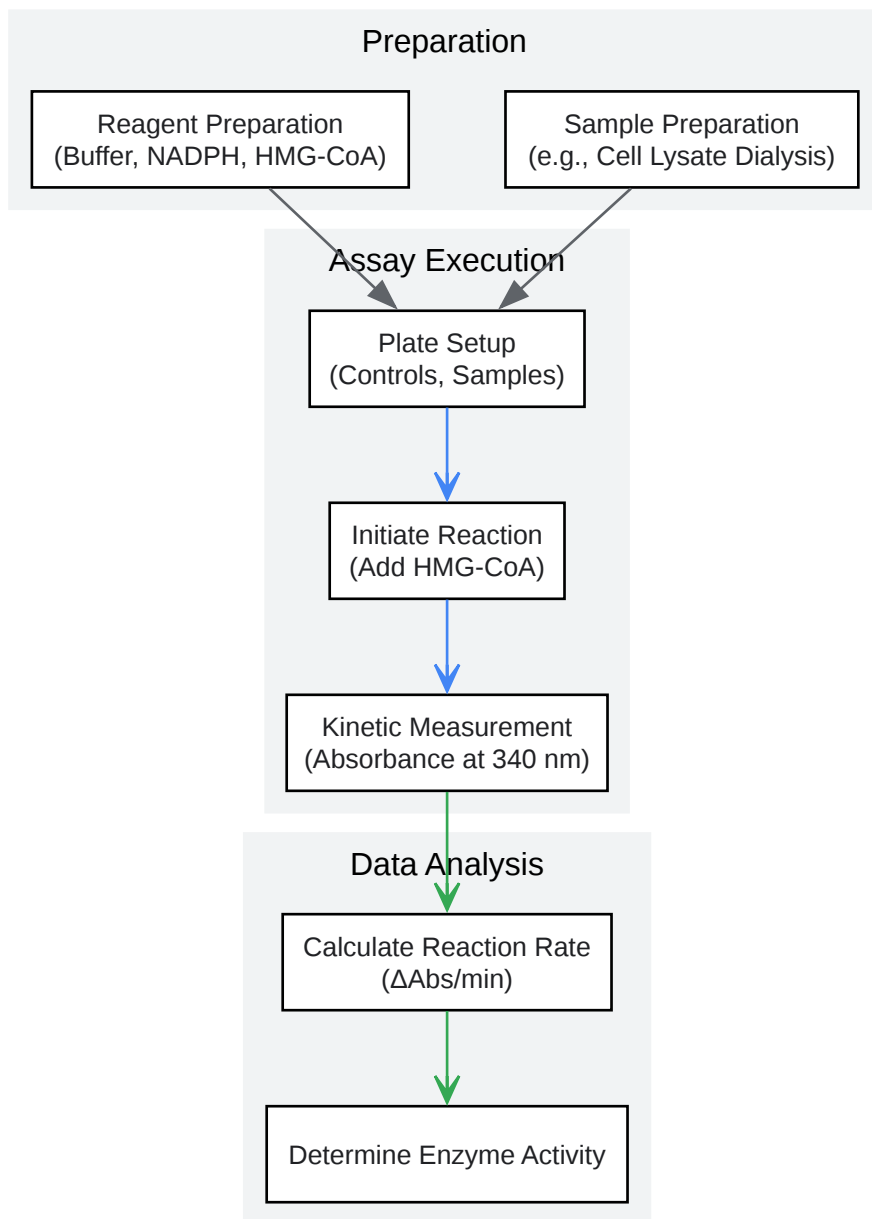 Preparation
Reagent Preparation
(Buffer, NADPH, HMG-CoA)
Sample Preparation
(e.g., Cell Lysate Dialysis)
Assay Execution
Plate Setup
(Controls, Samples)
Initiate Reaction
(Add HMG-CoA)
Kinetic Measurement
(Absorbance at 340 nm)
Data Analysis
Calculate Reaction Rate
(ΔAbs/min)
Determine Enzyme Activity